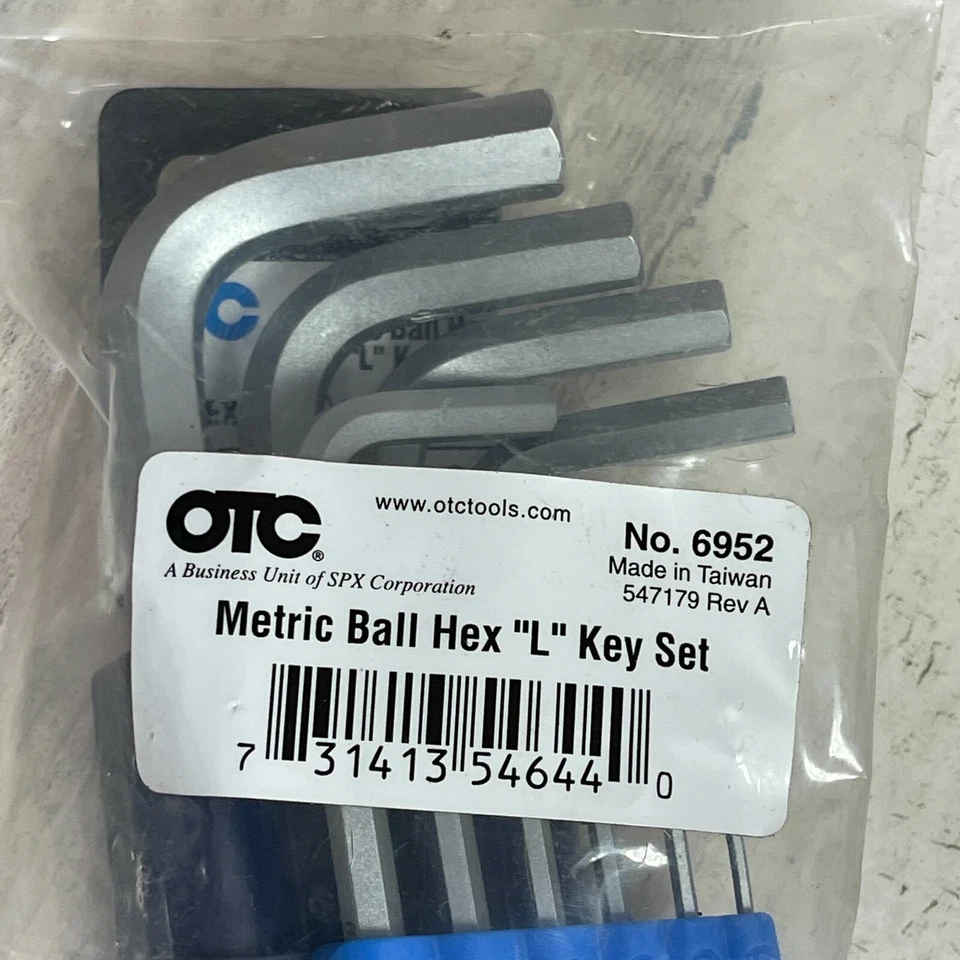 C
Ball H
"L" K
OTC®
www.otctools.com
No. 6952
A Business Unit of SPX Corporation
Made in Taiwan
547179 Rev A
Metric Ball Hex "L" Key Set
7 31413 54644 0